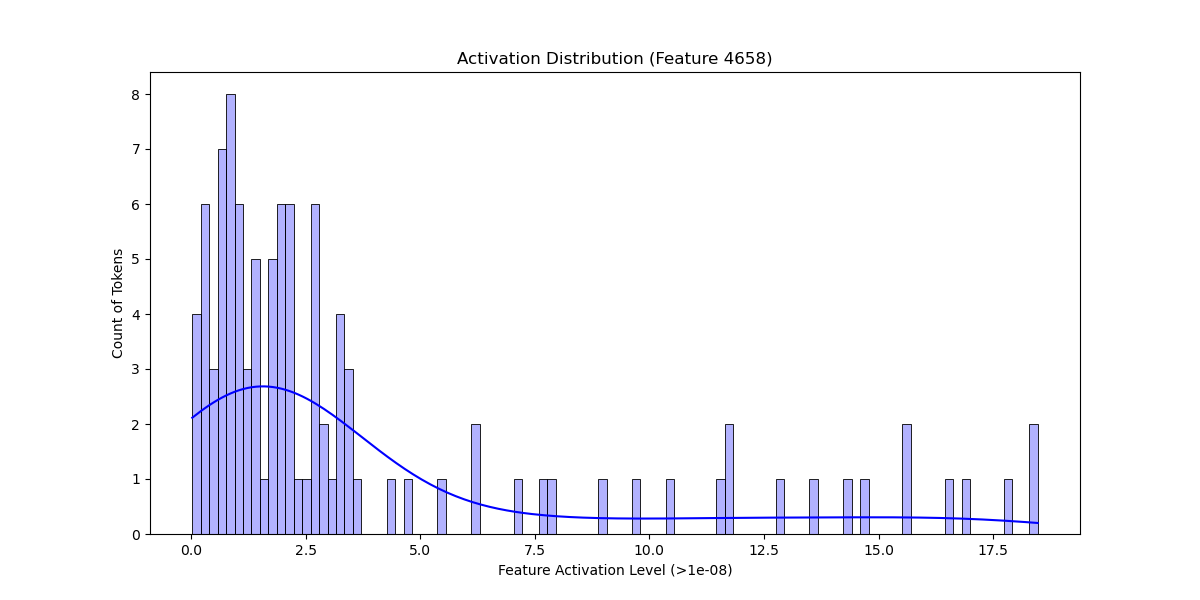 Activation Distribution (Feature 4658)
8
7
6
5
4
3
2
1
0
Count of Tokens
0.0 2.5 5.0 7.5 10.0 12.5 15.0 17.5
Feature Activation Level (>1e-08)